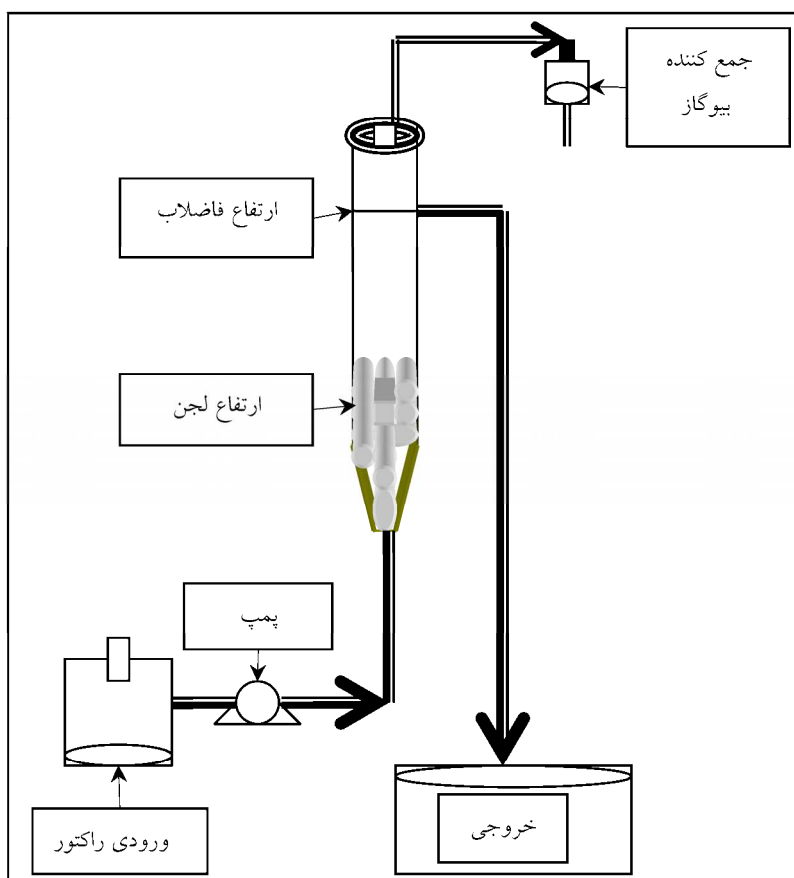 جمع کننده
بیوگاز
ارتفاع فاضلاب
ارتفاع لجن
پمپ
ورودی راکتور
خروجی